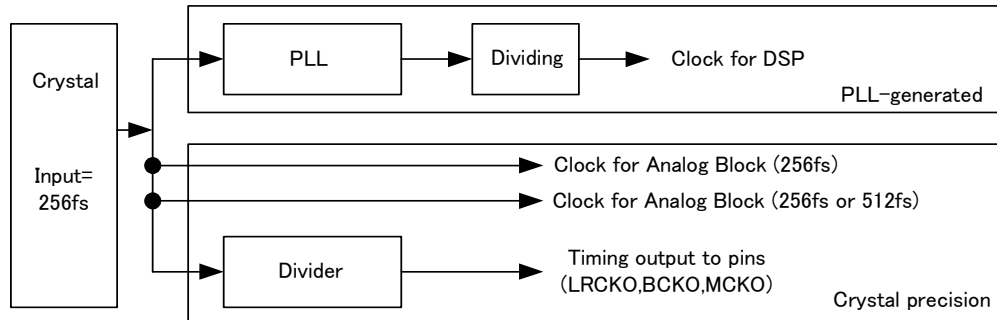 Crystal
Input=
256fs
PLL
Dividing
Clock for DSP
PLL-generated
Clock for Analog Block (256fs)
Clock for Analog Block (256fs or 512fs)
Divider
Timing output to pins
(LRCKO,BCKO,MCKO)
Crystal precision